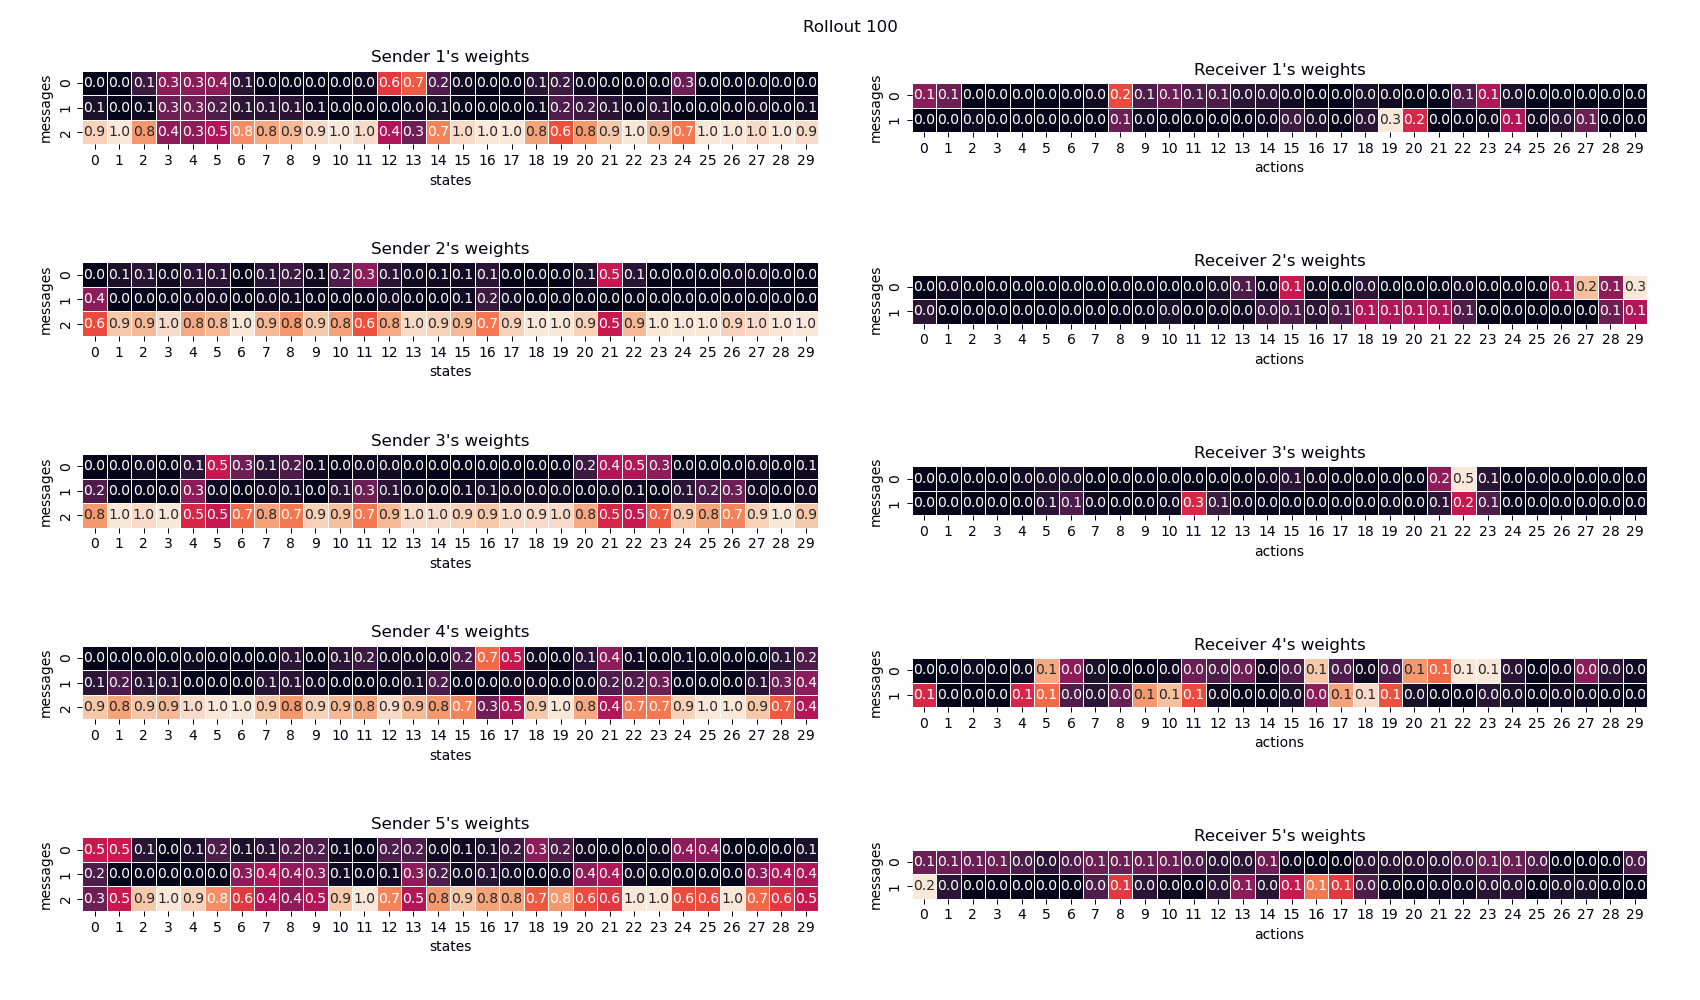 Rollout 100
Sender 1's weights
messages
0 0.0 0.0 0.1 0.3 0.3 0.4 0.1 0.0 0.0 0.0 0.0 0.0 0.6 0.7 0.2 0.0 0.0 0.0 0.1 0.2 0.0 0.0 0.0 0.0 0.3 0.0 0.0 0.0 0.0 0.0
1 0.1 0.0 0.1 0.3 0.3 0.2 0.1 0.1 0.1 0.1 0.0 0.0 0.0 0.0 0.1 0.0 0.0 0.0 0.1 0.2 0.2 0.1 0.0 0.1 0.0 0.0 0.0 0.0 0.0 0.1
2 0.9 1.0 0.8 0.4 0.3 0.5 0.8 0.8 0.9 0.9 1.0 1.0 0.4 0.3 0.7 1.0 1.0 1.0 0.8 0.6 0.8 0.9 1.0 0.9 0.7 1.0 1.0 1.0 1.0 0.9
0 1 2 3 4 5 6 7 8 9 10 11 12 13 14 15 16 17 18 19 20 21 22 23 24 25 26 27 28 29
states
Receiver 1's weights
messages
0 0.1 0.1 0.0 0.0 0.0 0.0 0.0 0.0 0.2 0.1 0.1 0.1 0.1 0.0 0.0 0.0 0.0 0.0 0.0 0.0 0.0 0.0 0.1 0.1 0.0 0.0 0.0 0.0 0.0 0.0
1 0.0 0.0 0.0 0.0 0.0 0.0 0.0 0.0 0.1 0.0 0.0 0.0 0.0 0.0 0.0 0.0 0.0 0.0 0.0 0.3 0.2 0.0 0.0 0.0 0.1 0.0 0.0 0.1 0.0 0.0
0 1 2 3 4 5 6 7 8 9 10 11 12 13 14 15 16 17 18 19 20 21 22 23 24 25 26 27 28 29
actions
Sender 2's weights
messages
0 0.0 0.1 0.1 0.0 0.1 0.1 0.0 0.1 0.2 0.1 0.2 0.3 0.1 0.0 0.1 0.1 0.1 0.0 0.0 0.0 0.1 0.5 0.1 0.0 0.0 0.0 0.0 0.0 0.0 0.0
1 0.4 0.0 0.0 0.0 0.0 0.0 0.0 0.0 0.1 0.0 0.0 0.0 0.0 0.0 0.0 0.1 0.2 0.0 0.0 0.0 0.0 0.0 0.0 0.0 0.0 0.0 0.0 0.0 0.0 0.0
2 0.6 0.9 0.9 1.0 0.8 0.8 1.0 0.9 0.8 0.9 0.8 0.6 0.8 1.0 0.9 0.9 0.7 0.9 1.0 1.0 0.9 0.5 0.9 1.0 1.0 1.0 0.9 1.0 1.0 1.0
0 1 2 3 4 5 6 7 8 9 10 11 12 13 14 15 16 17 18 19 20 21 22 23 24 25 26 27 28 29
states
Receiver 2's weights
messages
0 0.0 0.0 0.0 0.0 0.0 0.0 0.0 0.0 0.0 0.0 0.0 0.0 0.0 0.1 0.0 0.1 0.0 0.0 0.0 0.0 0.0 0.0 0.0 0.0 0.0 0.0 0.1 0.2 0.1 0.3
1 0.0 0.0 0.0 0.0 0.0 0.0 0.0 0.0 0.0 0.0 0.0 0.0 0.0 0.0 0.0 0.1 0.0 0.1 0.1 0.1 0.1 0.1 0.1 0.0 0.0 0.0 0.0 0.0 0.1 0.1
0 1 2 3 4 5 6 7 8 9 10 11 12 13 14 15 16 17 18 19 20 21 22 23 24 25 26 27 28 29
actions
Sender 3's weights
messages
0 0.0 0.0 0.0 0.0 0.1 0.5 0.3 0.1 0.2 0.1 0.0 0.0 0.0 0.0 0.0 0.0 0.0 0.0 0.0 0.0 0.2 0.4 0.5 0.3 0.0 0.0 0.0 0.0 0.0 0.1
1 0.2 0.0 0.0 0.0 0.3 0.0 0.0 0.0 0.1 0.0 0.1 0.3 0.1 0.0 0.0 0.1 0.1 0.0 0.0 0.0 0.0 0.0 0.1 0.0 0.1 0.2 0.3 0.0 0.0 0.0
2 0.8 1.0 1.0 1.0 0.5 0.5 0.7 0.8 0.7 0.9 0.9 0.7 0.9 1.0 1.0 0.9 0.9 1.0 0.9 1.0 0.8 0.5 0.5 0.7 0.9 0.8 0.7 0.9 1.0 0.9
0 1 2 3 4 5 6 7 8 9 10 11 12 13 14 15 16 17 18 19 20 21 22 23 24 25 26 27 28 29
states
Receiver 3's weights
messages
0 0.0 0.0 0.0 0.0 0.0 0.0 0.0 0.0 0.0 0.0 0.0 0.0 0.0 0.0 0.0 0.1 0.0 0.0 0.0 0.0 0.0 0.2 0.5 0.1 0.0 0.0 0.0 0.0 0.0 0.0
1 0.0 0.0 0.0 0.0 0.0 0.1 0.1 0.0 0.0 0.0 0.0 0.3 0.1 0.0 0.0 0.0 0.0 0.0 0.0 0.0 0.0 0.1 0.2 0.1 0.0 0.0 0.0 0.0 0.0 0.0
0 1 2 3 4 5 6 7 8 9 10 11 12 13 14 15 16 17 18 19 20 21 22 23 24 25 26 27 28 29
actions
Sender 4's weights
messages
0 0.0 0.0 0.0 0.0 0.0 0.0 0.0 0.0 0.1 0.0 0.1 0.2 0.0 0.0 0.0 0.2 0.7 0.5 0.0 0.0 0.1 0.4 0.1 0.0 0.1 0.0 0.0 0.0 0.1 0.2
1 0.1 0.2 0.1 0.1 0.0 0.0 0.0 0.1 0.1 0.0 0.0 0.0 0.0 0.1 0.2 0.0 0.0 0.0 0.0 0.0 0.0 0.2 0.2 0.3 0.0 0.0 0.0 0.1 0.3 0.4
2 0.9 0.8 0.9 0.9 1.0 1.0 1.0 0.9 0.8 0.9 0.9 0.8 0.9 0.9 0.8 0.7 0.3 0.5 0.9 1.0 0.8 0.4 0.7 0.7 0.9 1.0 1.0 0.9 0.7 0.4
0 1 2 3 4 5 6 7 8 9 10 11 12 13 14 15 16 17 18 19 20 21 22 23 24 25 26 27 28 29
states
Receiver 4's weights
messages
0 0.0 0.0 0.0 0.0 0.0 0.1 0.0 0.0 0.0 0.0 0.0 0.0 0.0 0.0 0.0 0.0 0.1 0.0 0.0 0.0 0.1 0.1 0.1 0.1 0.0 0.0 0.0 0.0 0.0 0.0
1 0.1 0.0 0.0 0.0 0.1 0.1 0.0 0.0 0.0 0.1 0.1 0.1 0.0 0.0 0.0 0.0 0.0 0.1 0.1 0.1 0.0 0.0 0.0 0.0 0.0 0.0 0.0 0.0 0.0 0.0
0 1 2 3 4 5 6 7 8 9 10 11 12 13 14 15 16 17 18 19 20 21 22 23 24 25 26 27 28 29
actions
Sender 5's weights
messages
0 0.5 0.5 0.1 0.0 0.1 0.2 0.1 0.1 0.2 0.2 0.1 0.0 0.2 0.2 0.0 0.1 0.1 0.2 0.3 0.2 0.0 0.0 0.0 0.0 0.4 0.4 0.0 0.0 0.0 0.1
1 0.2 0.0 0.0 0.0 0.0 0.0 0.3 0.4 0.4 0.3 0.1 0.0 0.1 0.3 0.2 0.0 0.1 0.0 0.0 0.0 0.4 0.4 0.0 0.0 0.0 0.0 0.0 0.3 0.4 0.4
2 0.3 0.5 0.9 1.0 0.9 0.8 0.6 0.4 0.4 0.5 0.9 1.0 0.7 0.5 0.8 0.9 0.8 0.8 0.7 0.8 0.6 0.6 1.0 1.0 0.6 0.6 1.0 0.7 0.6 0.5
0 1 2 3 4 5 6 7 8 9 10 11 12 13 14 15 16 17 18 19 20 21 22 23 24 25 26 27 28 29
states
Receiver 5's weights
messages
0 0.1 0.1 0.1 0.1 0.0 0.0 0.0 0.1 0.1 0.1 0.1 0.0 0.0 0.0 0.1 0.0 0.0 0.0 0.0 0.0 0.0 0.0 0.0 0.1 0.1 0.0 0.0 0.0 0.0 0.0
1 0.2 0.0 0.0 0.0 0.0 0.0 0.0 0.0 0.1 0.0 0.0 0.0 0.0 0.1 0.0 0.1 0.1 0.1 0.0 0.0 0.0 0.0 0.0 0.0 0.0 0.0 0.0 0.0 0.0 0.0
0 1 2 3 4 5 6 7 8 9 10 11 12 13 14 15 16 17 18 19 20 21 22 23 24 25 26 27 28 29
actions